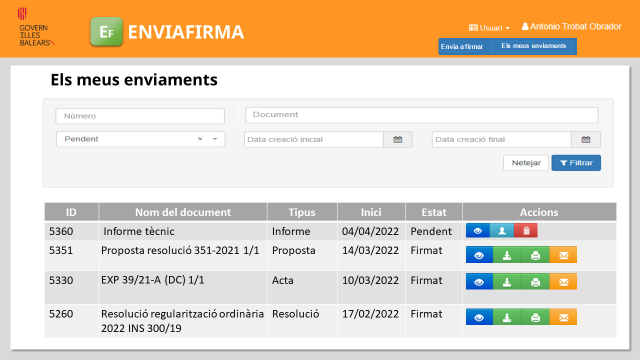 GOVERN
ILLES
BALEARS
EF ENVIAFIRMA
Usuari
Antonio Trobat Obrador
Envia a firmar
Els meus enviaments
Els meus enviaments
Número
Document
Pendent
Data creació inicial
Data creació final
Netejar
Filtrar
ID Nom del document Tipus Inici Estat Accions
5360 Informe tècnic Informe 04/04/2022 Pendent
5351 Proposta resolució 351-2021 1/1 Proposta 14/03/2022 Firmat
5330 EXP 39/21-A (DC) 1/1 Acta 10/03/2022 Firmat
5260 Resolució regularització ordinària Resolució 17/02/2022 Firmat
2022 INS 300/19